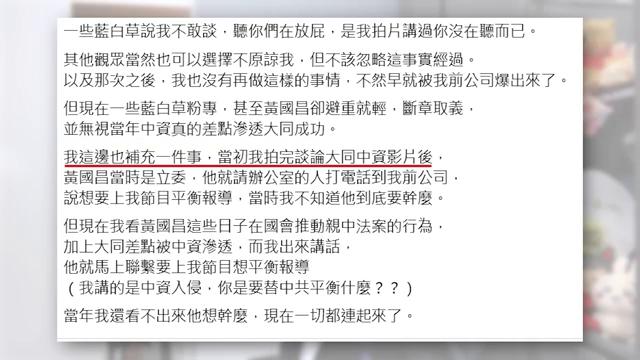 一些藍白草說我不敢談，聽你們在放屁，是我拍片講過你沒在聽而已。
其他觀眾當然也可以選擇不原諒我，但不該忽略這事實經過。
以及那次之後，我也沒有再做這樣的事情，不然早就被我前公司爆出來了。
但現在一些藍白草粉專，甚至黃國昌卻避重就輕，斷章取義，
並無視當年中資真的差點滲透大同成功。
我這邊也補充一件事，當初我拍完談論大同中資影片後，
黃國昌當時是立委，他就請辦公室的人打電話到我前公司，
說想要上我節目平衡報導，當時我不知道他到底要幹麼。
但現在我看黃國昌這些日子在國會推動親中法案的行為，
加上大同差點被中資滲透，而我出來講話，
他就馬上聯繫要上我節目想平衡報導
（我講的是中資入侵，你是要替中共平衡什麼？？）
當年我還看不出來他想幹麼，現在一切都連起來了。